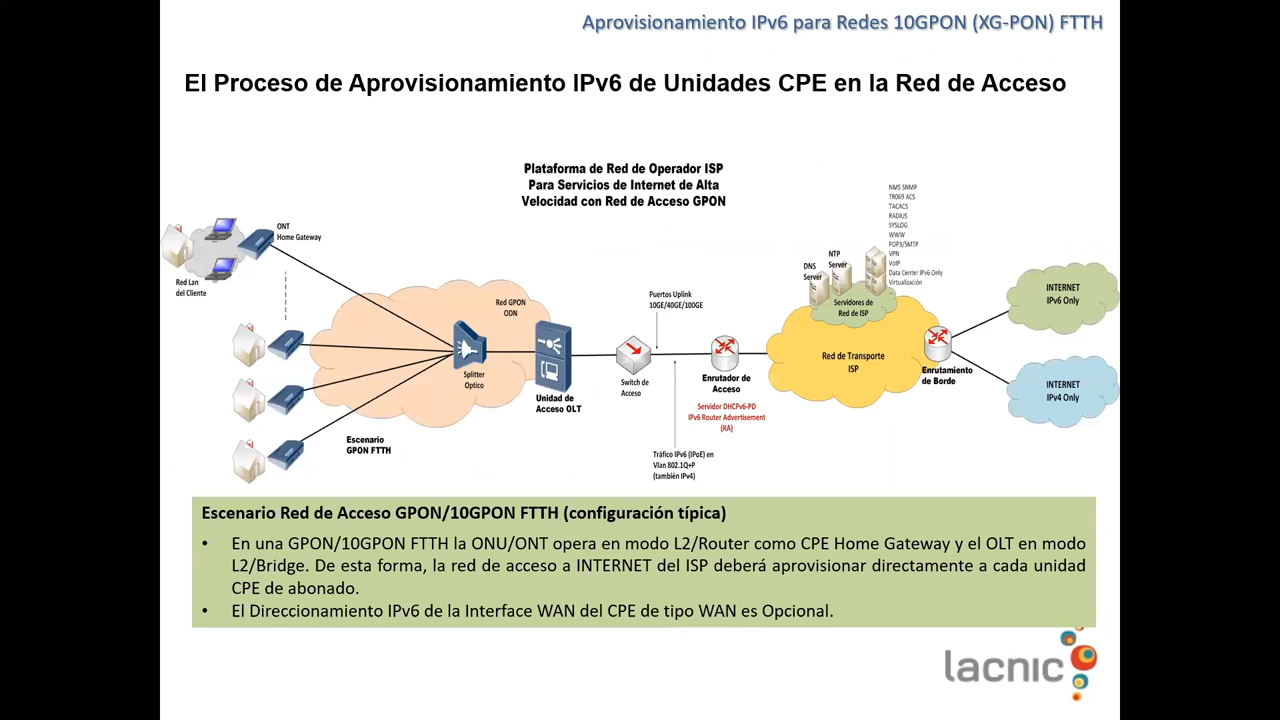 Aprovisionamiento IPv6 para Redes 10GPON (XG-PON) FTTH
El Proceso de Aprovisionamiento IPv6 de Unidades CPE en la Red de Acceso
Plataforma de Red de Operador ISP
Para Servicios de Internet de Alta
Velocidad con Red de Acceso GPON
NMS SNMP
TR069 ACS
TACACS
RADIUS
SYSLOG
WWW
POP3/SMTP
VPN
VoIP
Data Center IPv6 Only
Virtualización
ONT
Home Gateway
Red Lan
del Cliente
Red GPON
ODN
Splitter
Optico
Unidad de
Acceso OLT
Escenario
GPON FTTH
Puertos Uplink
10GE/40GE/100GE
Switch de
Acceso
Enrutador de
Acceso
Servidor DHCPv6-PD
IPv6 Router Advertisement
(RA)
Tráfico IPv6 (IPoE) en
Vlan 802.1Q+P
(también IPv4)
DNS
Server
NTP
Server
Servidores de
Red de ISP
Red de Transporte
ISP
Enrutamiento
de Borde
INTERNET
IPv6 Only
INTERNET
IPv4 Only
Escenario Red de Acceso GPON/10GPON FTTH (configuración típica)
• En una GPON/10GPON FTTH la ONU/ONT opera en modo L2/Router como CPE Home Gateway y el OLT en modo
L2/Bridge. De esta forma, la red de acceso a INTERNET del ISP deberá aprovisionar directamente a cada unidad
CPE de abonado.
• El Direccionamiento IPv6 de la Interface WAN del CPE de tipo WAN es Opcional.
lacnic